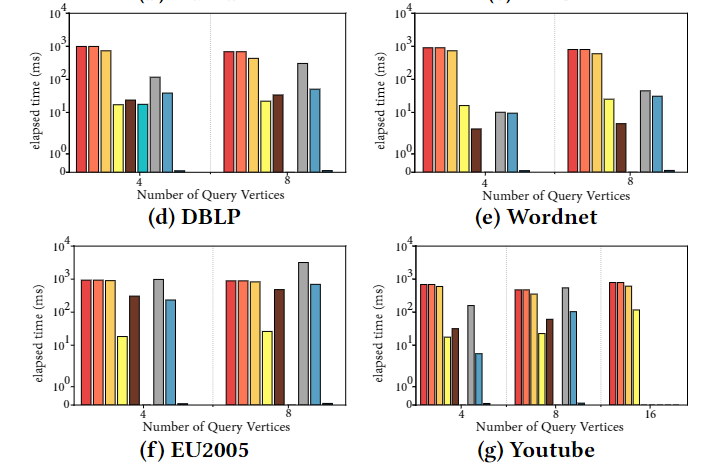 10^4
10^3
10^2
10^1
10^0
0
elapsed time (ms)
4
8
Number of Query Vertices
(d) DBLP
10^4
10^3
10^2
10^1
10^0
0
elapsed time (ms)
4
8
Number of Query Vertices
(e) Wordnet
10^4
10^3
10^2
10^1
10^0
0
elapsed time (ms)
4
8
Number of Query Vertices
(f) EU2005
10^4
10^3
10^2
10^1
10^0
0
elapsed time (ms)
4
8
16
Number of Query Vertices
(g) Youtube